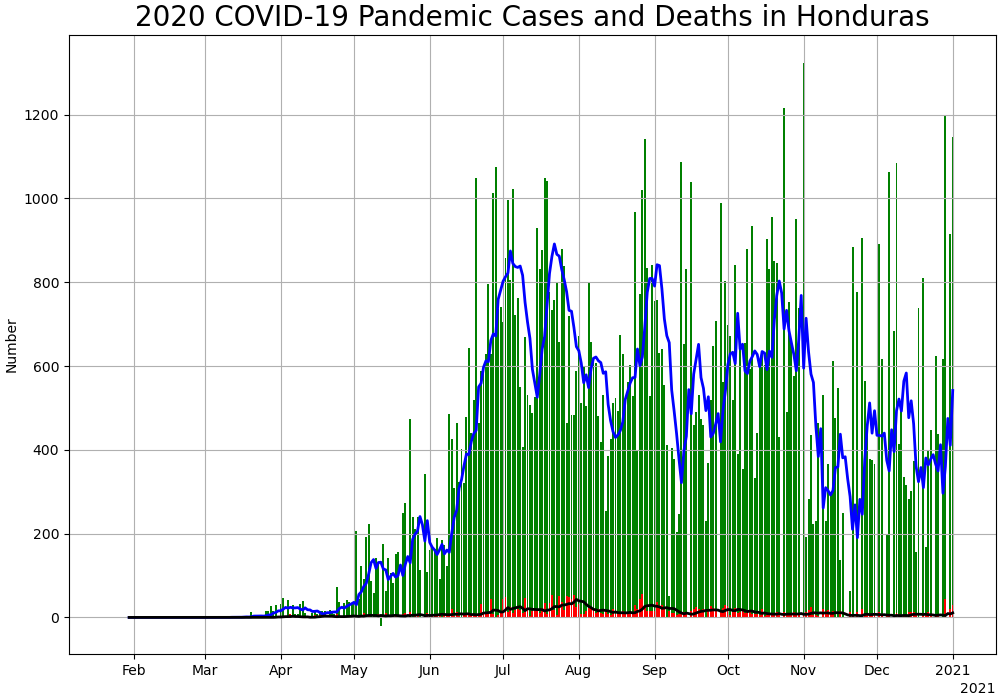 2020 COVID-19 Pandemic Cases and Deaths in Honduras
Number
1200
1000
800
600
400
200
0
Feb Mar Apr May Jun Jul Aug Sep Oct Nov Dec 2021
2021